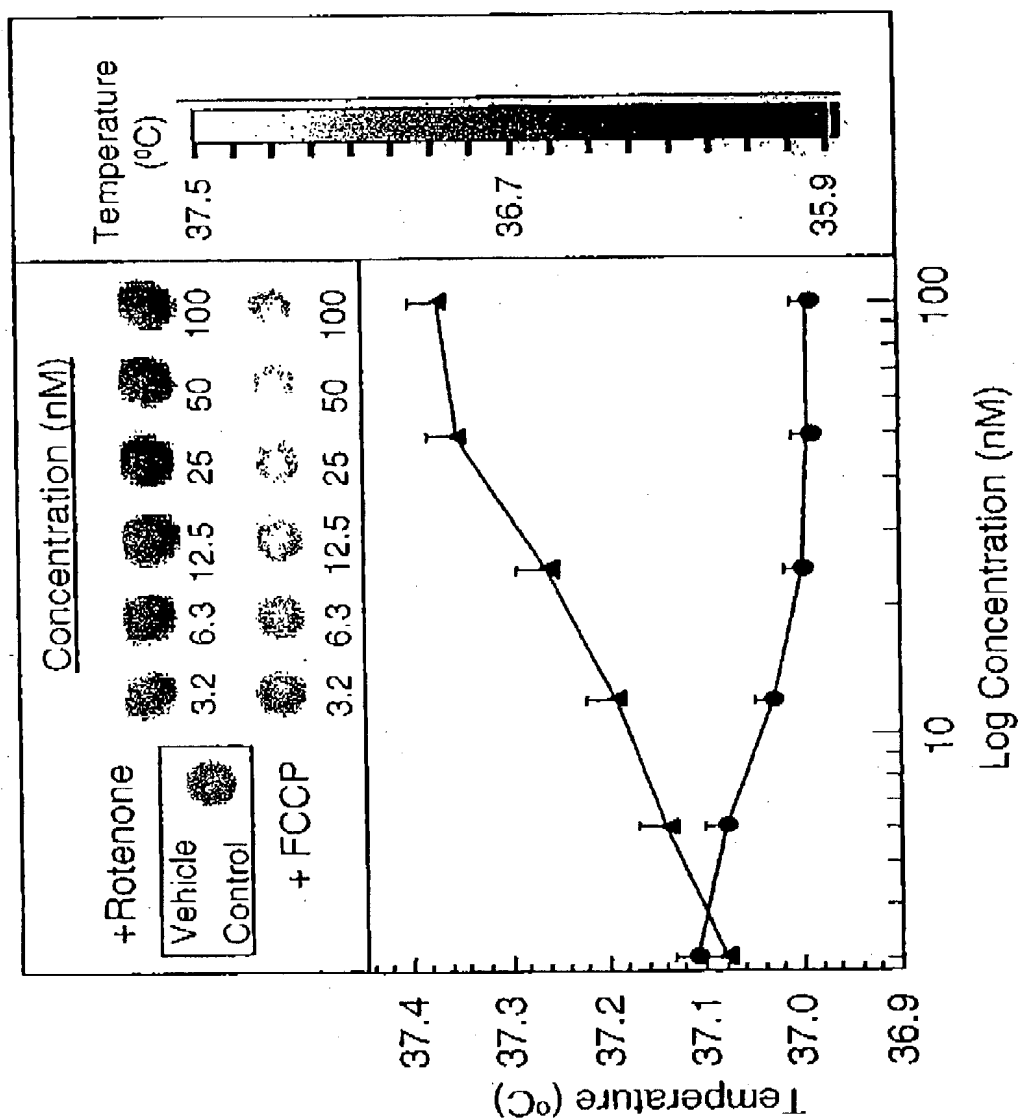 Concentration (nM)
+Rotenone
3.2 6.3 12.5 25 50 100
Vehicle
Control
+ FCCP
3.2 6.3 12.5 25 50 100
Temperature
(ºC)
37.5
36.7
35.9
Temperature (ºC)
37.4
37.3
37.2
37.1
37.0
36.9
10 100
Log Concentration (nM)